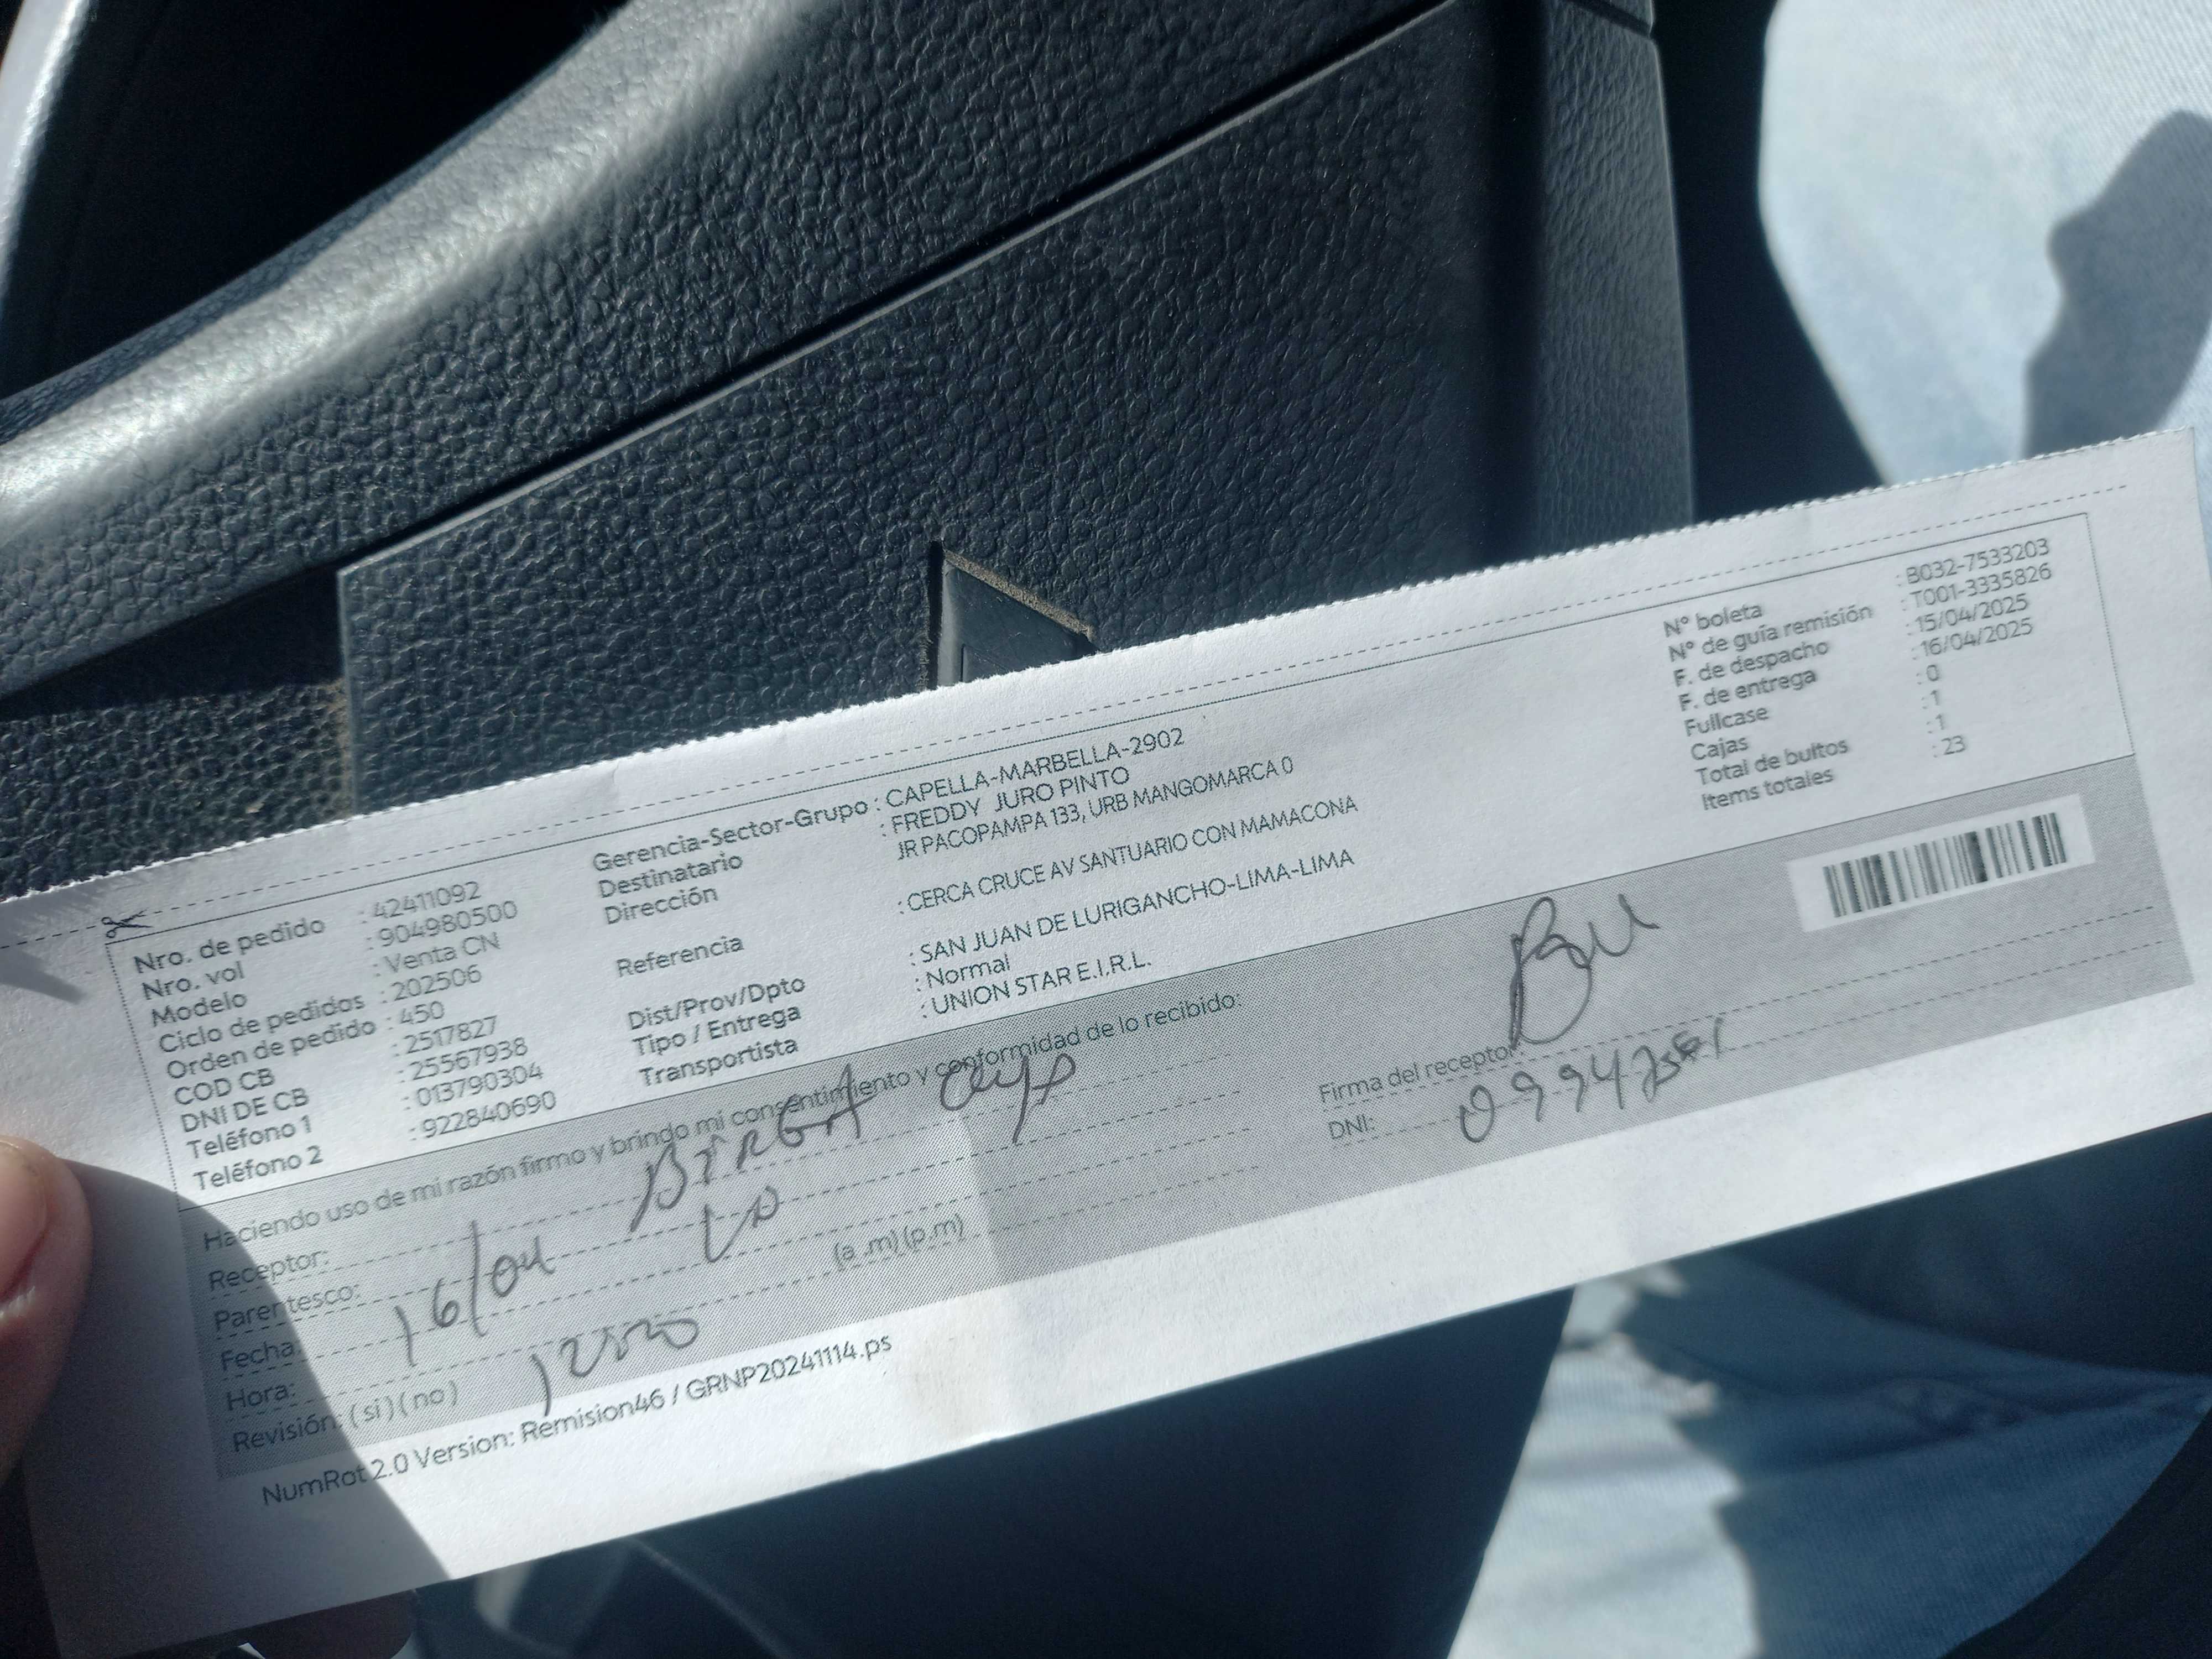 Nro. de pedido : 42411092
Nro. vol : 904980500
Modelo : Venta CN
Ciclo de pedidos : 202506
Orden de pedido : 450
COD CB : 2517827
DNI DE CB : 25567938
Teléfono 1 : 013790304
Teléfono 2 : 922840690
Gerencia-Sector-Grupo : CAPELLA-MARBELLA-2902
Destinatario : FREDDY JURO PINTO
Dirección JR PACOPAMPA 133, URB MANGOMARCA 0
Referencia : CERCA CRUCE AV SANTUARIO CON MAMACONA
Dist/Prov/Dpto : SAN JUAN DE LURIGANCHO-LIMA-LIMA
Tipo / Entrega : Normal
Transportista : UNION STAR E.I.R.L.
N° boleta : B032-7533203
N° de guía remisión : T001-3335826
F. de despacho : 15/04/2025
F. de entrega : 16/04/2025
Fullcase : 0
Cajas : 1
Total de bultos : 1
Items totales : 23
Haciendo uso de mi razón firmo y brindo mi consentimiento y conformidad de lo recibido:
Receptor:
Parentesco:
Fecha: 16/04
Hora: (a .m) (p.m)
Revisión: ( si ) ( no )
Firma del receptor:
DNI:
NumRot 2.0 Version: Remision46 / GRNP20241114.ps